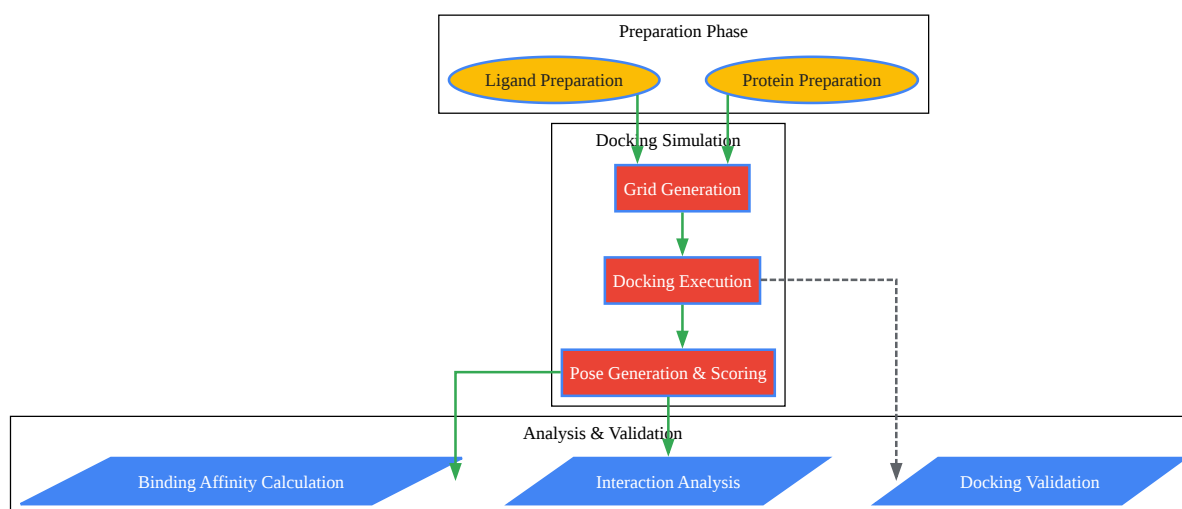 Preparation Phase
Ligand Preparation
Protein Preparation
Docking Simulation
Grid Generation
Docking Execution
Pose Generation & Scoring
Analysis & Validation
Binding Affinity Calculation
Interaction Analysis
Docking Validation